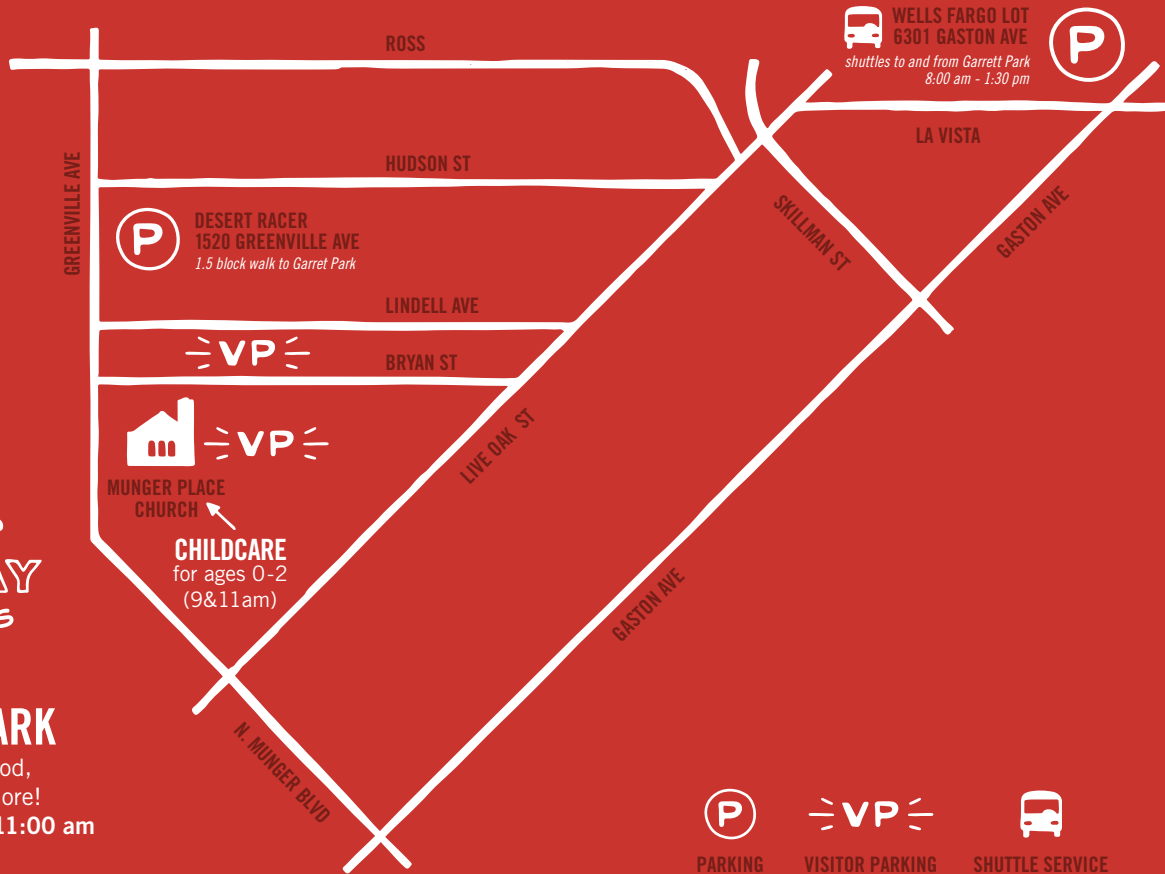 WELLS FARGO LOT
6301 GASTON AVE
shuttles to and from Garrett Park
8:00 am - 1:30 pm
P
ROSS
LA VISTA
HUDSON ST
GREENVILLE AVE
SKILLMAN ST
GASTON AVE
P
DESERT RACER
1520 GREENVILLE AVE
1.5 block walk to Garret Park
LINDELL AVE
VP
BRYAN ST
VP
LIVE OAK ST
MUNGER PLACE
CHURCH
CHILDCARE
for ages 0-2
(9&11am)
AY
S
GASTON AVE
ARK
od,
ore!
11:00 am
N. MUNGER BLVD
P
VP
PARKING
VISITOR PARKING
SHUTTLE SERVICE